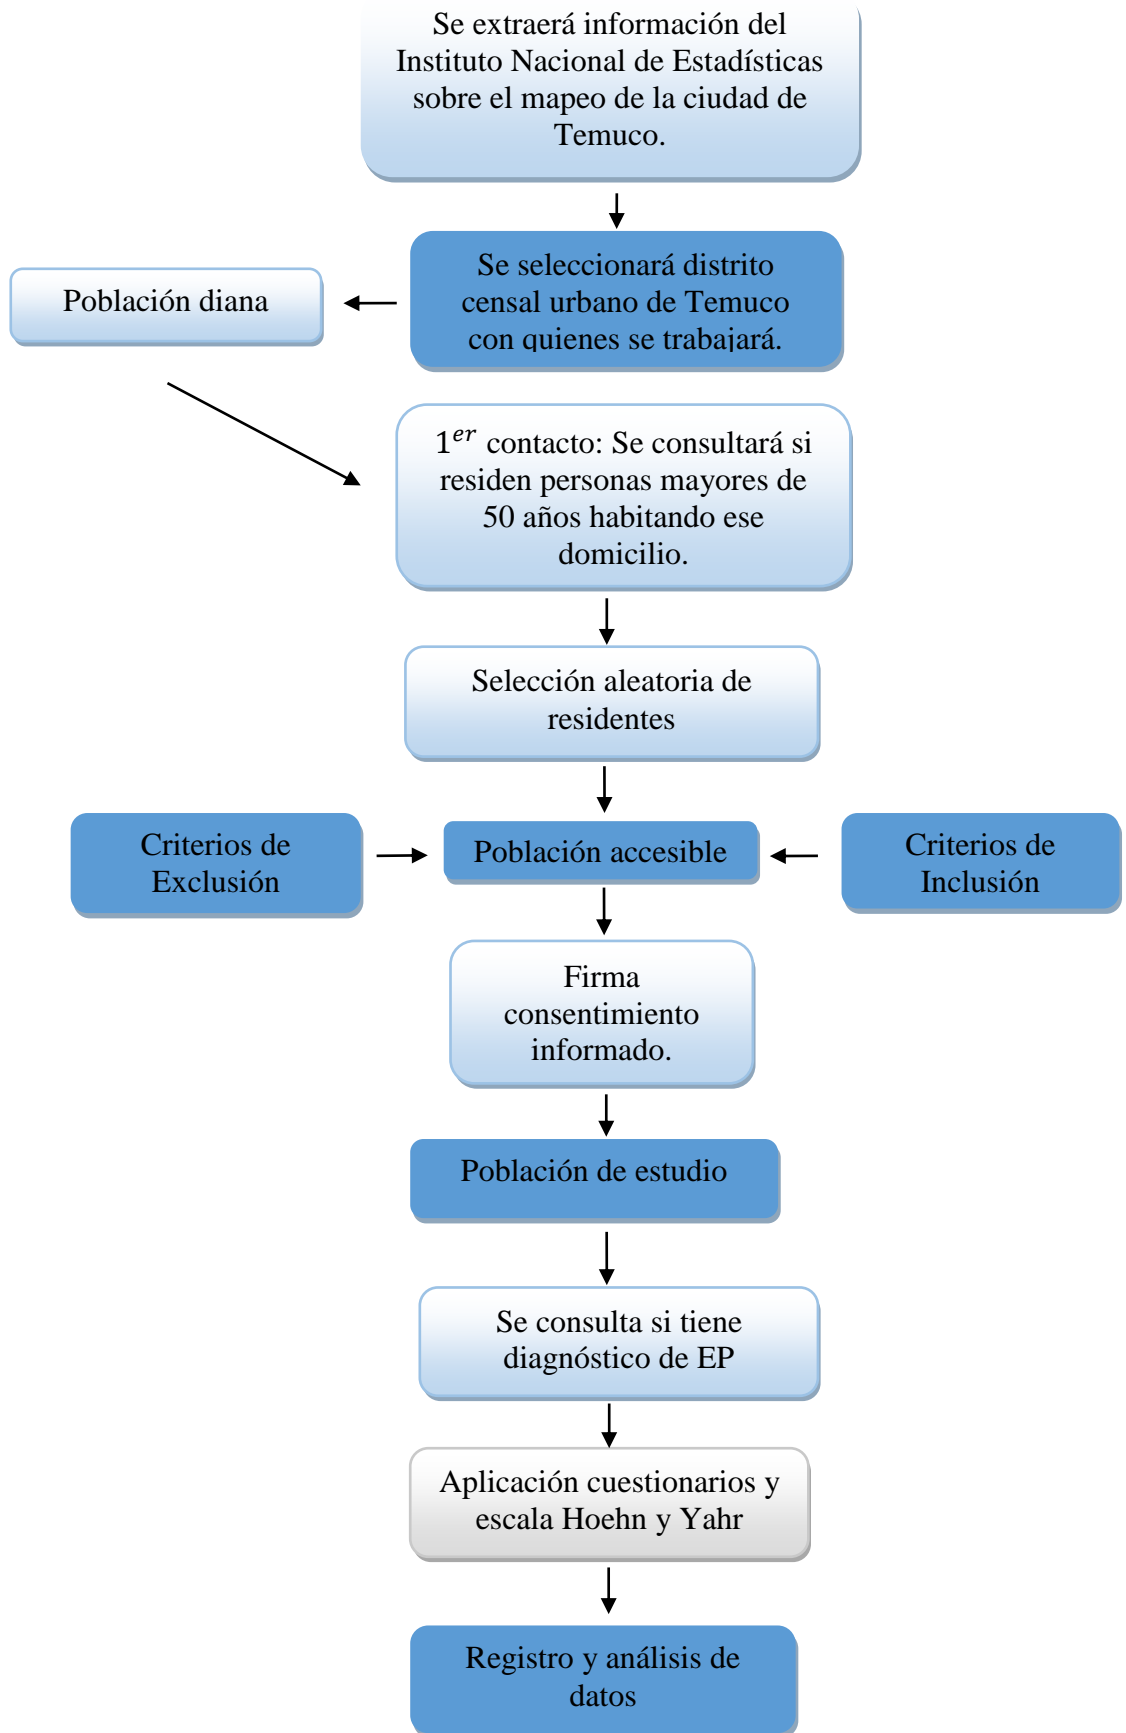 Se extraerá información del
Instituto Nacional de Estadísticas
sobre el mapeo de la ciudad de
Temuco.
Se seleccionará distrito
censal urbano de Temuco
con quienes se trabajará.
Población diana
1er contacto: Se consultará si
residen personas mayores de
50 años habitando ese
domicilio.
Selección aleatoria de
residentes
Criterios de
Exclusión
Población accesible
Criterios de
Inclusión
Firma
consentimiento
informado.
Población de estudio
Se consulta si tiene
diagnóstico de EP
Aplicación cuestionarios y
escala Hoehn y Yahr
Registro y análisis de
datos